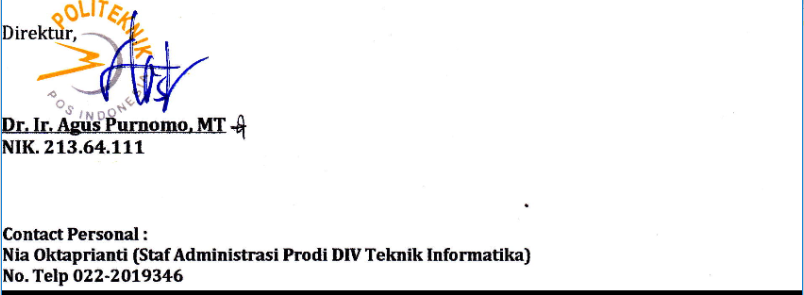 POLITEKNIK
Direktur,
POS INDONESIA
Dr. Ir. Agus Purnomo, MT
NIK. 213.64.111
Contact Personal :
Nia Oktaprianti (Staf Administrasi Prodi DIV Teknik Informatika)
No. Telp 022-2019346